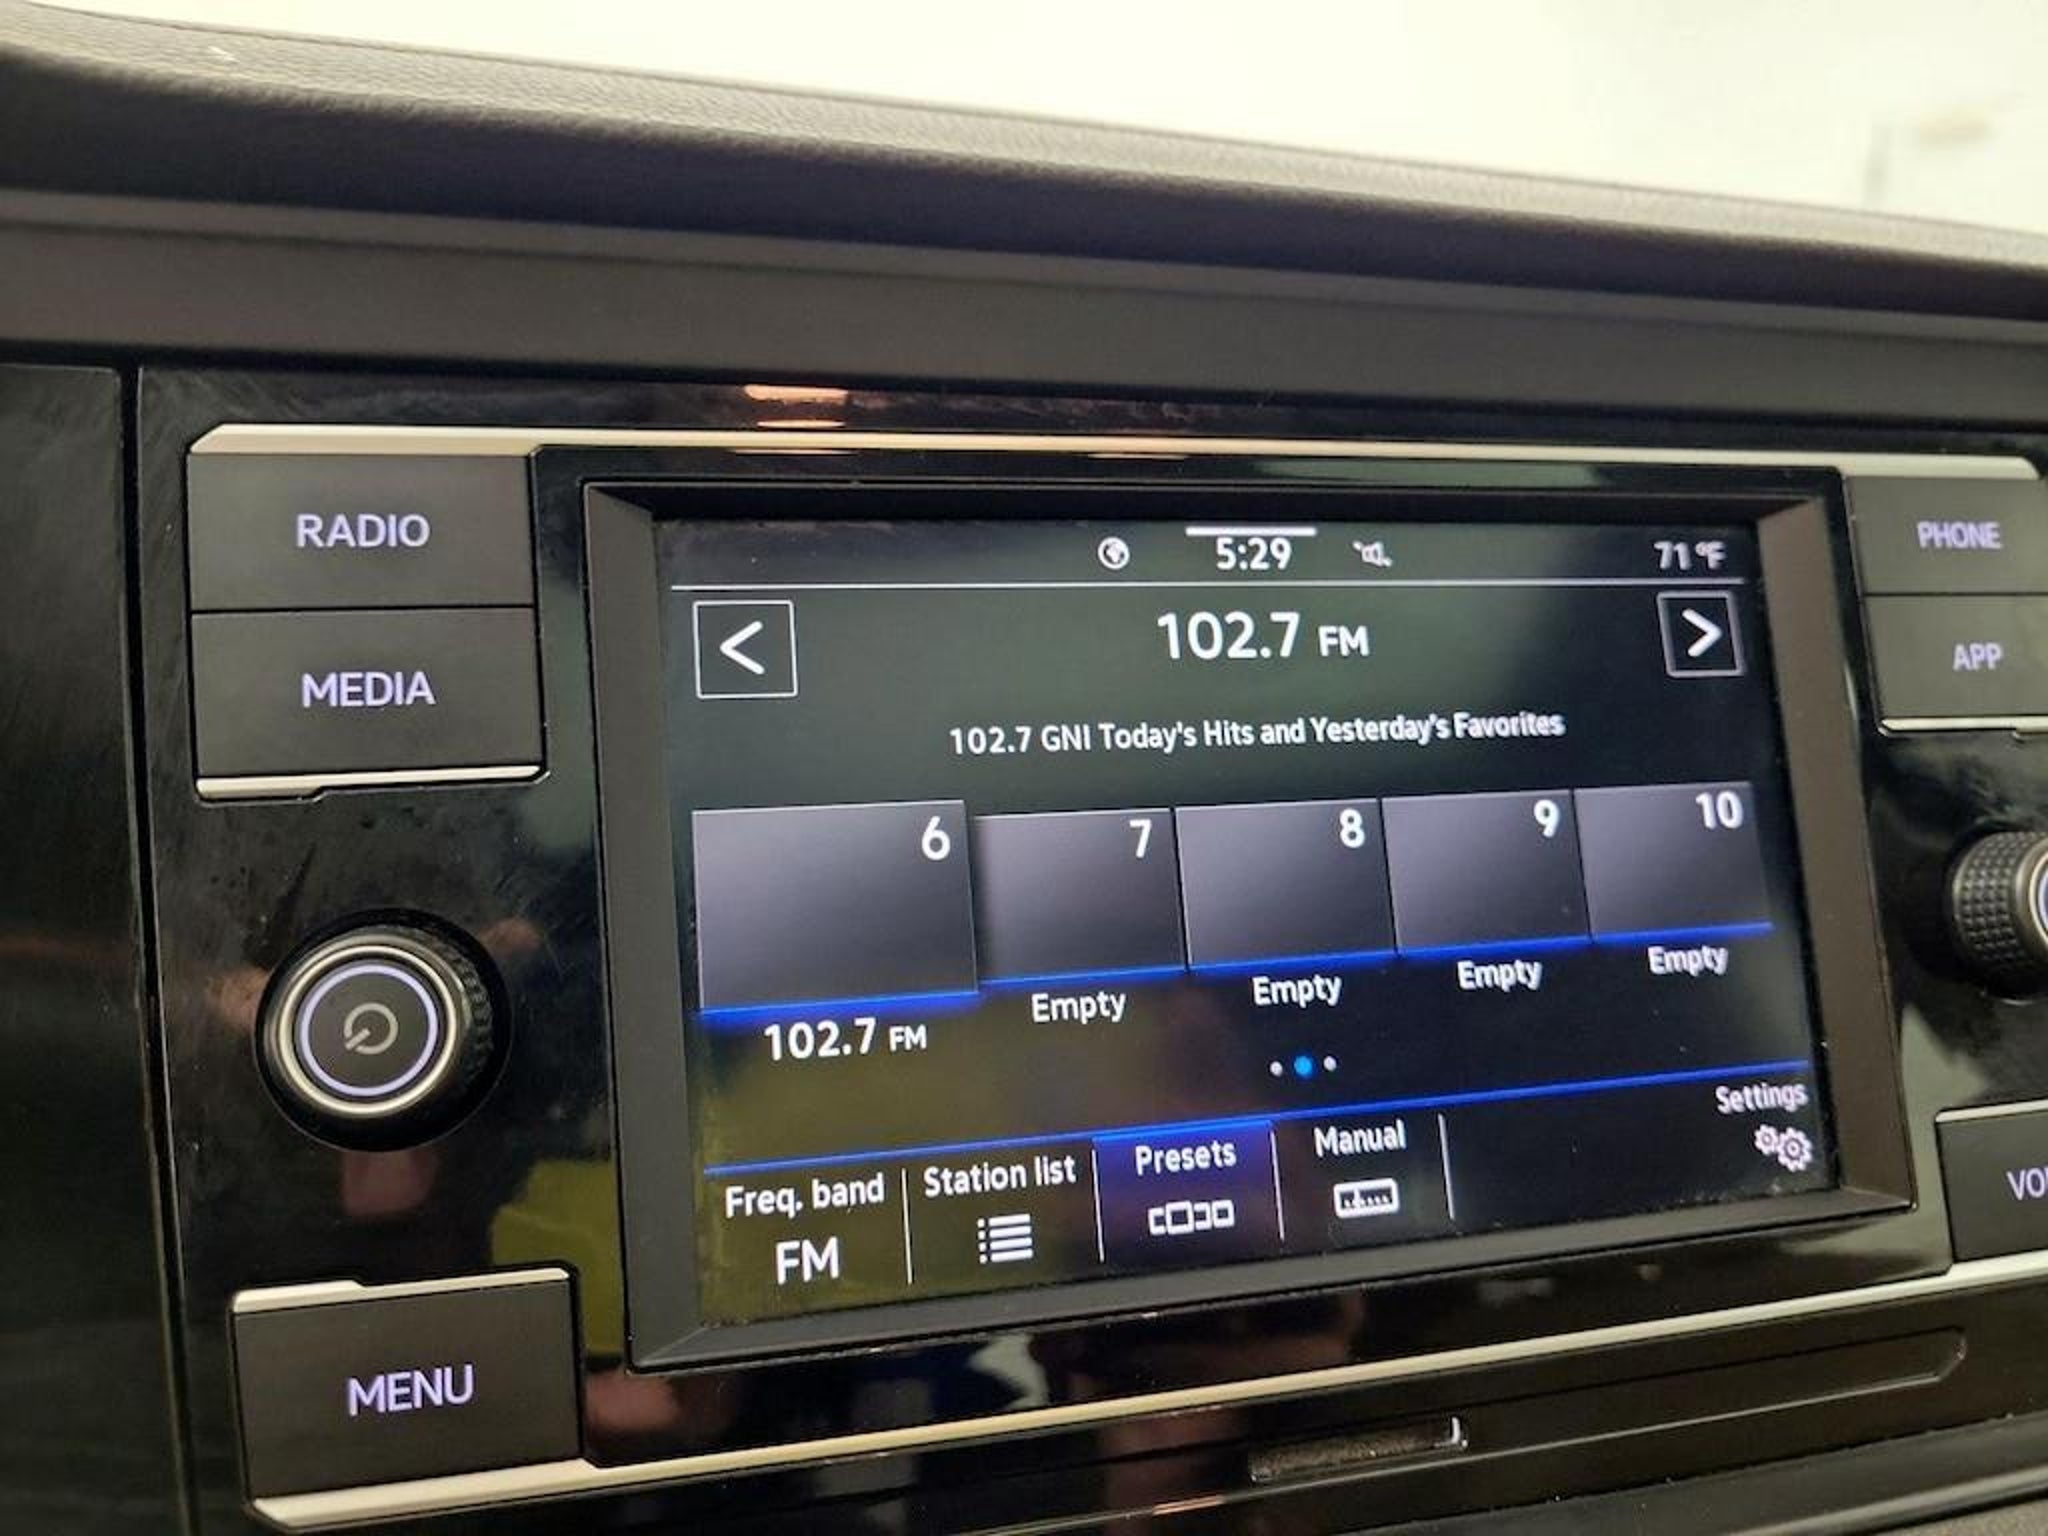 RADIO
MEDIA
MENU
5:29
71 °F
102.7 FM
102.7 GNI Today's Hits and Yesterday's Favorites
6
7
8
9
10
102.7 FM
Empty
Empty
Empty
Empty
Freq. band
FM
Station list
Presets
Manual
Settings
PHONE
APP